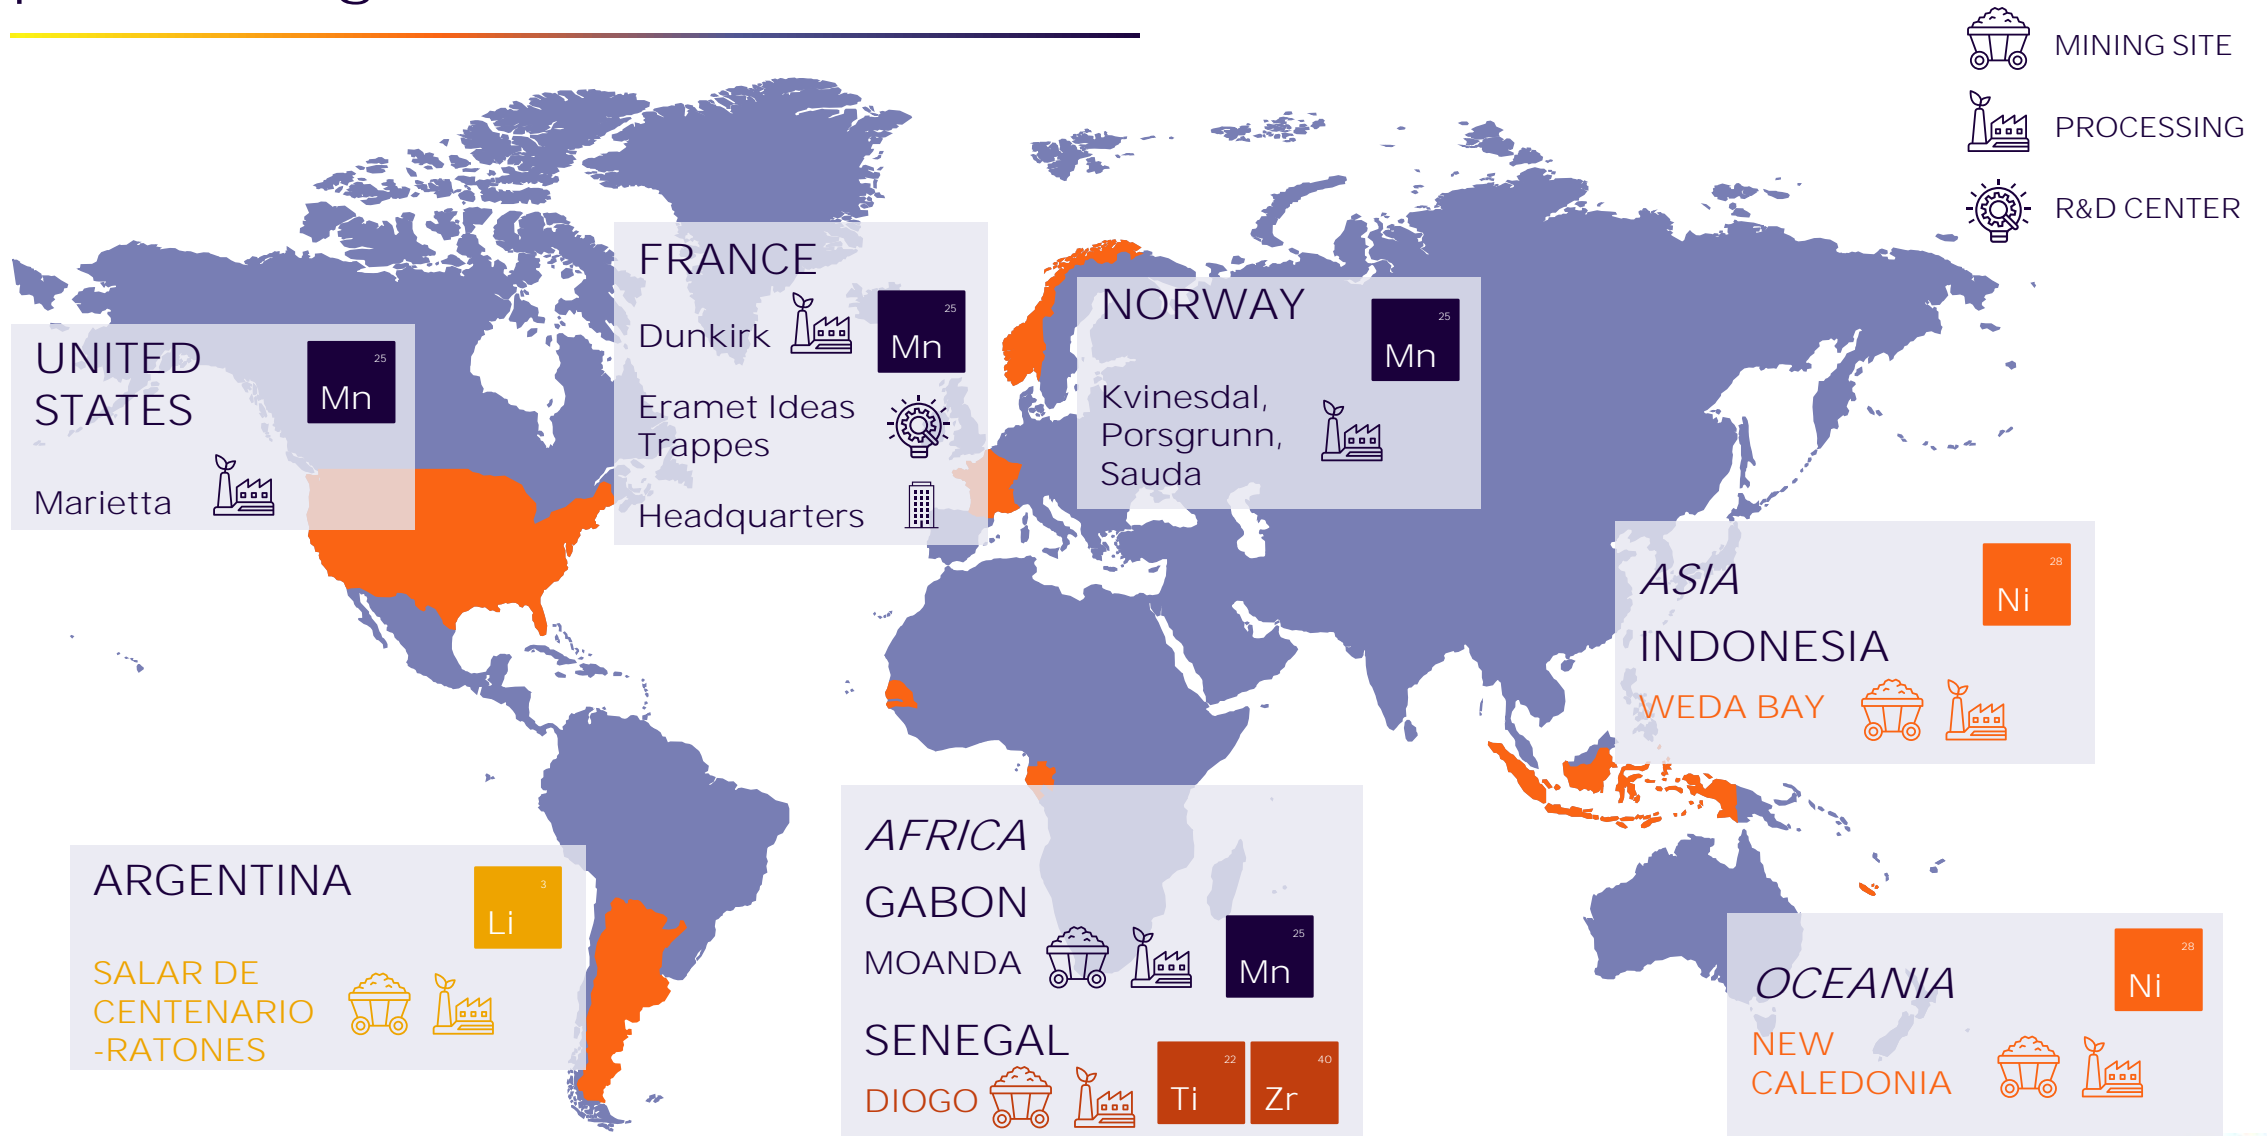 MINING SITE
PROCESSING
R&D CENTER
FRANCE
Dunkirk
25
Mn
Eramet Ideas
Trappes
Headquarters
NORWAY
25
Mn
Kvinesdal,
Porsgrunn,
Sauda
UNITED
STATES
25
Mn
Marietta
ASIA
28
Ni
INDONESIA
WEDA BAY
ARGENTINA
3
Li
SALAR DE
CENTENARIO
-RATONES
AFRICA
GABON
MOANDA
25
Mn
SENEGAL
DIOGO
22
Ti
40
Zr
OCEANIA
28
Ni
NEW
CALEDONIA